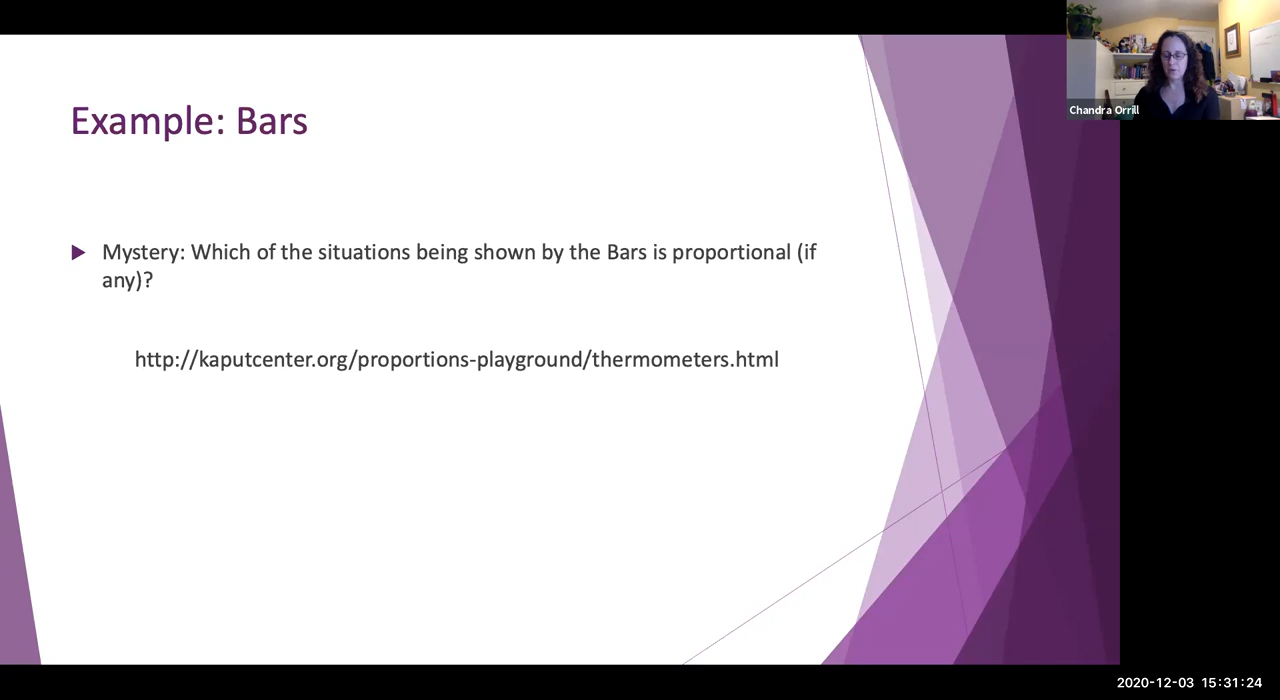 Example: Bars
Mystery: Which of the situations being shown by the Bars is proportional (if
any)?
http://kaputcenter.org/proportions-playground/thermometers.html
Chandra Orrill
2020-12-03 15:31:24